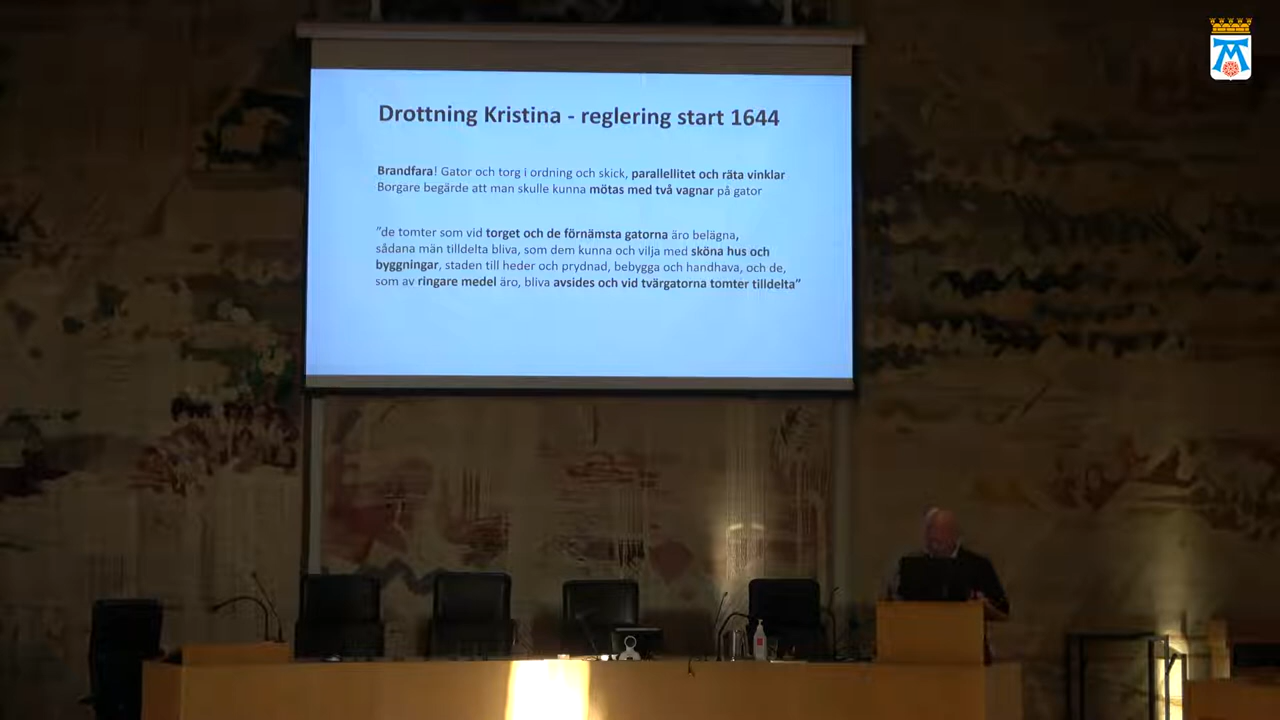 Drottning Kristina - reglering start 1644
Brandfara! Gator och torg i ordning och skick, parallellitet och räta vinklar
Borgare begärde att man skulle kunna mötas med två vagnar på gator
”de tomter som vid torget och de förnämsta gatorna äro belägna,
sådana män tilldelta bliva, som dem kunna och vilja med sköna hus och
byggningar, staden till heder och prydnad, bebygga och handhava, och de,
som av ringare medel äro, bliva avsides och vid tvärgatorna tomter tilldelta”